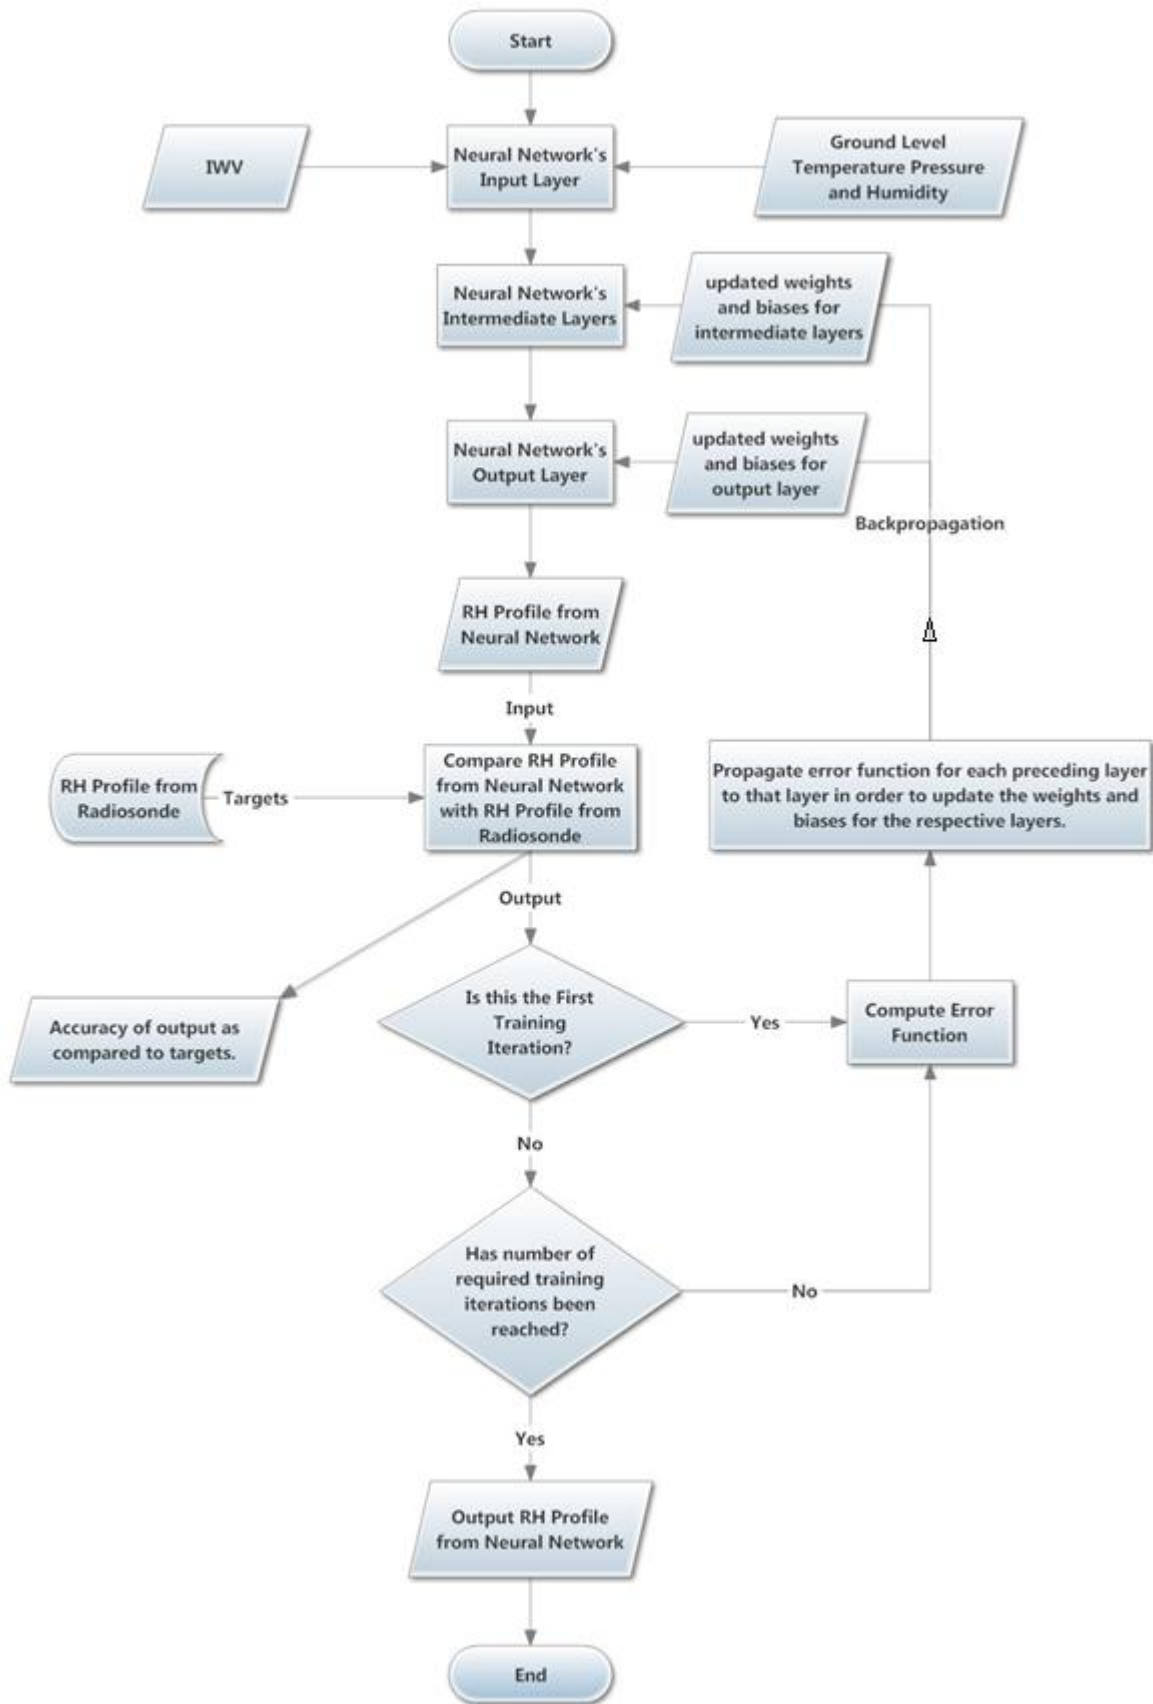 Start
IWV
Neural Network's
Input Layer
Ground Level
Temperature Pressure
and Humidity
Neural Network's
Intermediate Layers
updated weights
and biases for
intermediate layers
Neural Network's
Output Layer
updated weights
and biases for
output layer
Backpropagation
RH Profile from
Neural Network
Input
RH Profile from
Radiosonde
Targets
Compare RH Profile
from Neural Network
with RH Profile from
Radiosonde
Propagate error function for each preceding layer
to that layer in order to update the weights and
biases for the respective layers.
Output
Accuracy of output as
compared to targets.
Is this the First
Training
Iteration?
Yes
Compute Error
Function
No
Has number of
required training
iterations been
reached?
No
Yes
Output RH Profile
from Neural Network
End